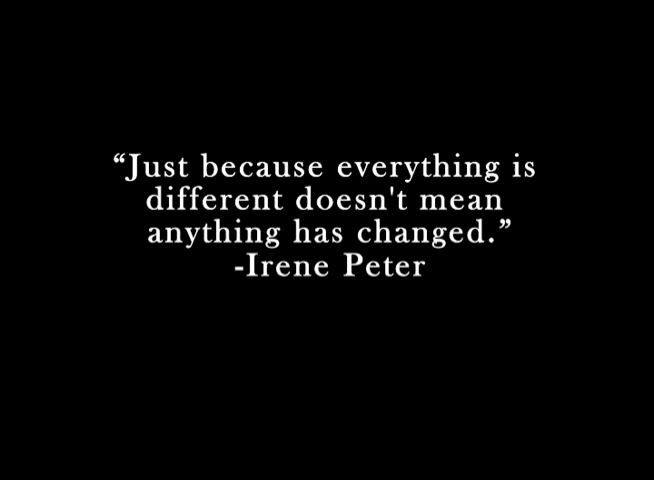 “Just because everything is
different doesn't mean
anything has changed.”
-Irene Peter